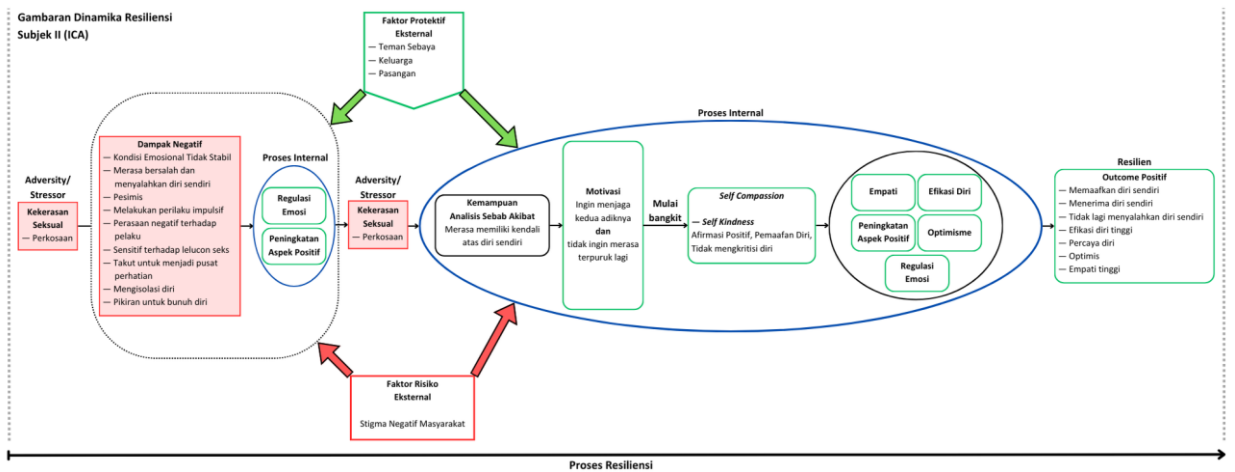 Gambaran Dinamika Resiliensi
Subjek II (ICA)
Faktor Protektif
Eksternal
— Teman Sebaya
— Keluarga
— Pasangan
Adversity/
Stressor
Kekerasan
Seksual
— Perkosaan
Dampak Negatif
— Kondisi Emosional Tidak Stabil
— Merasa bersalah dan
menyalahkan diri sendiri
— Pesimis
— Melakukan perilaku impulsif
— Perasaan negatif terhadap
pelaku
— Sensitif terhadap lelucon seks
— Takut untuk menjadi pusat
perhatian
— Mengisolasi diri
— Pikiran untuk bunuh diri
Proses Internal
Regulasi
Emosi
Peningkatan
Aspek Positif
Adversity/
Stressor
Kekerasan
Seksual
— Perkosaan
Proses Internal
Kemampuan
Analisis Sebab Akibat
Merasa memiliki kendali
atas diri sendiri
Motivasi
Ingin menjaga
kedua adiknya
dan
tidak ingin merasa
terpuruk lagi
Mulai
bangkit
Self Compassion
— Self Kindness
Afirmasi Positif, Pemaafan Diri,
Tidak mengkritisi diri
Empati
Efikasi Diri
Peningkatan
Aspek Positif
Optimisme
Regulasi
Emosi
Resilien
Outcome Positif
— Memaafkan diri sendiri
— Menerima diri sendiri
— Tidak lagi menyalahkan diri sendiri
— Efikasi diri tinggi
— Percaya diri
— Optimis
— Empati tinggi
Faktor Risiko
Eksternal
Stigma Negatif Masyarakat
Proses Resiliensi